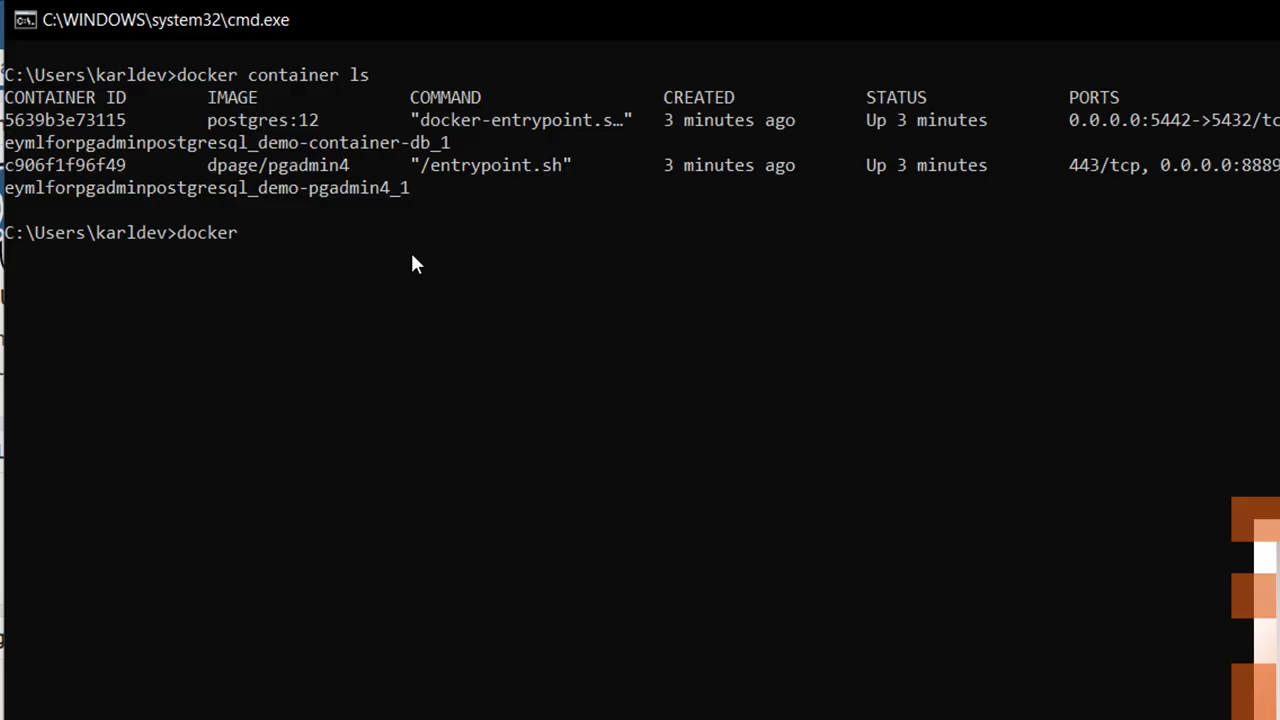 C:\WINDOWS\system32\cmd.exe
C:\Users\karldev>docker container ls
CONTAINER ID IMAGE COMMAND CREATED STATUS PORTS
5639b3e73115 postgres:12 "docker-entrypoint.s…" 3 minutes ago Up 3 minutes 0.0.0.0:5442->5432/tc
eymlforpgadminpostgresql_demo-container-db_1
c906f1f96f49 dpage/pgadmin4 "/entrypoint.sh" 3 minutes ago Up 3 minutes 443/tcp, 0.0.0.0:8889
eymlforpgadminpostgresql_demo-pgadmin4_1
C:\Users\karldev>docker